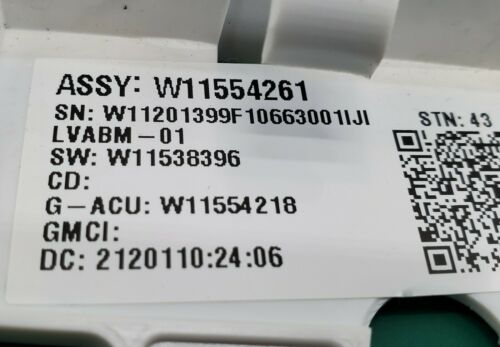 ASSY: W11554261
SN: W11201399F10663001IJI
STN: 43
LVABM-01
SW: W11538396
CD:
G-ACU: W11554218
GMCI:
DC: 2120110:24:06